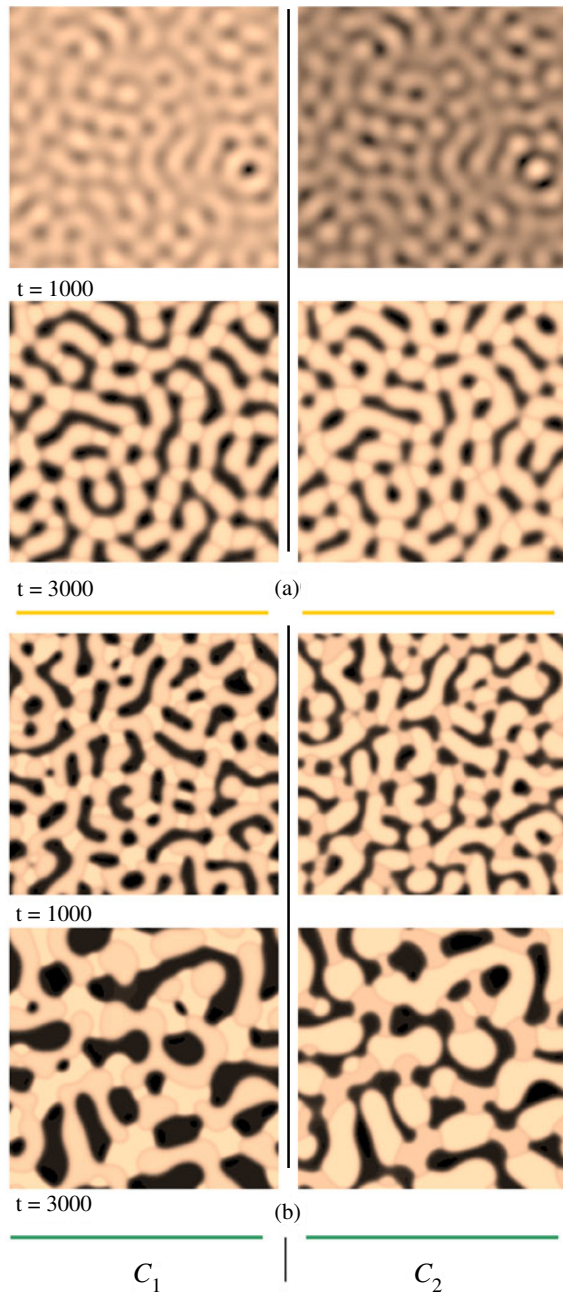 t = 1000
t = 3000
(a)
t = 1000
t = 3000
(b)
C₁
C₂